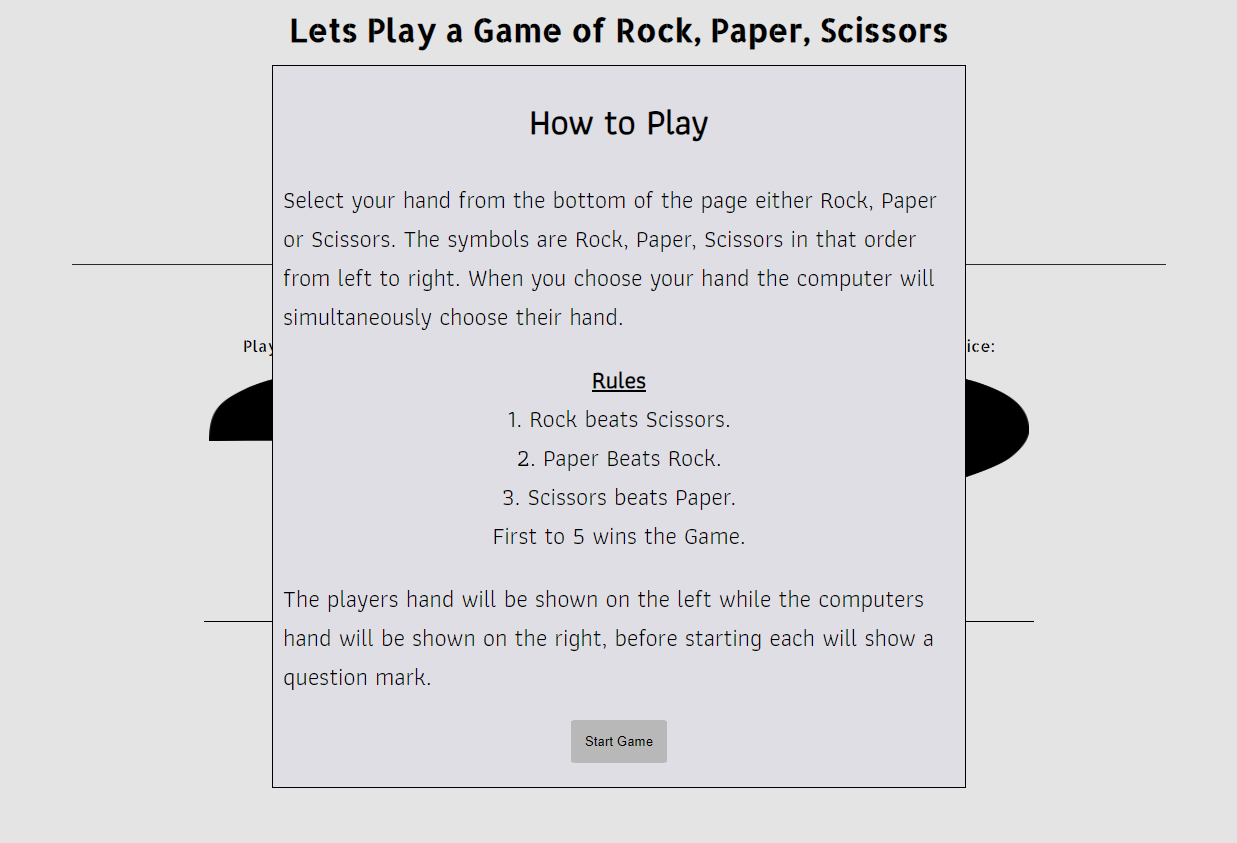 Lets Play a Game of Rock, Paper, Scissors
How to Play
Select your hand from the bottom of the page either Rock, Paper
or Scissors. The symbols are Rock, Paper, Scissors in that order
from left to right. When you choose your hand the computer will
simultaneously choose their hand.
Rules
1. Rock beats Scissors.
2. Paper Beats Rock.
3. Scissors beats Paper.
First to 5 wins the Game.
The players hand will be shown on the left while the computers
hand will be shown on the right, before starting each will show a
question mark.
Start Game